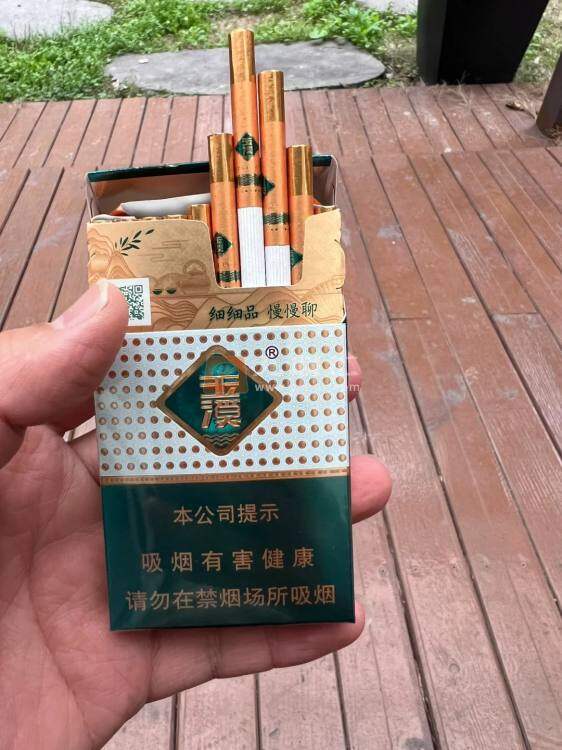 细细品 慢慢聊
®
玉溪
www
m
本公司提示
吸烟有害健康
请勿在禁烟场所吸烟